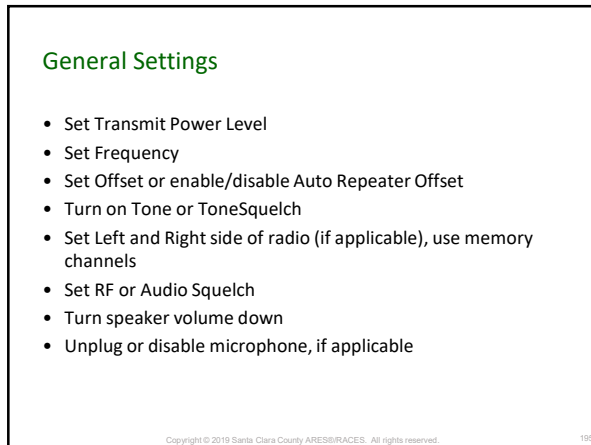 General Settings
• Set Transmit Power Level
• Set Frequency
• Set Offset or enable/disable Auto Repeater Offset
• Turn on Tone or ToneSquelch
• Set Left and Right side of radio (if applicable), use memory
channels
• Set RF or Audio Squelch
• Turn speaker volume down
• Unplug or disable microphone, if applicable
Copyright © 2019 Santa Clara County ARES®/RACES. All rights reserved.
195